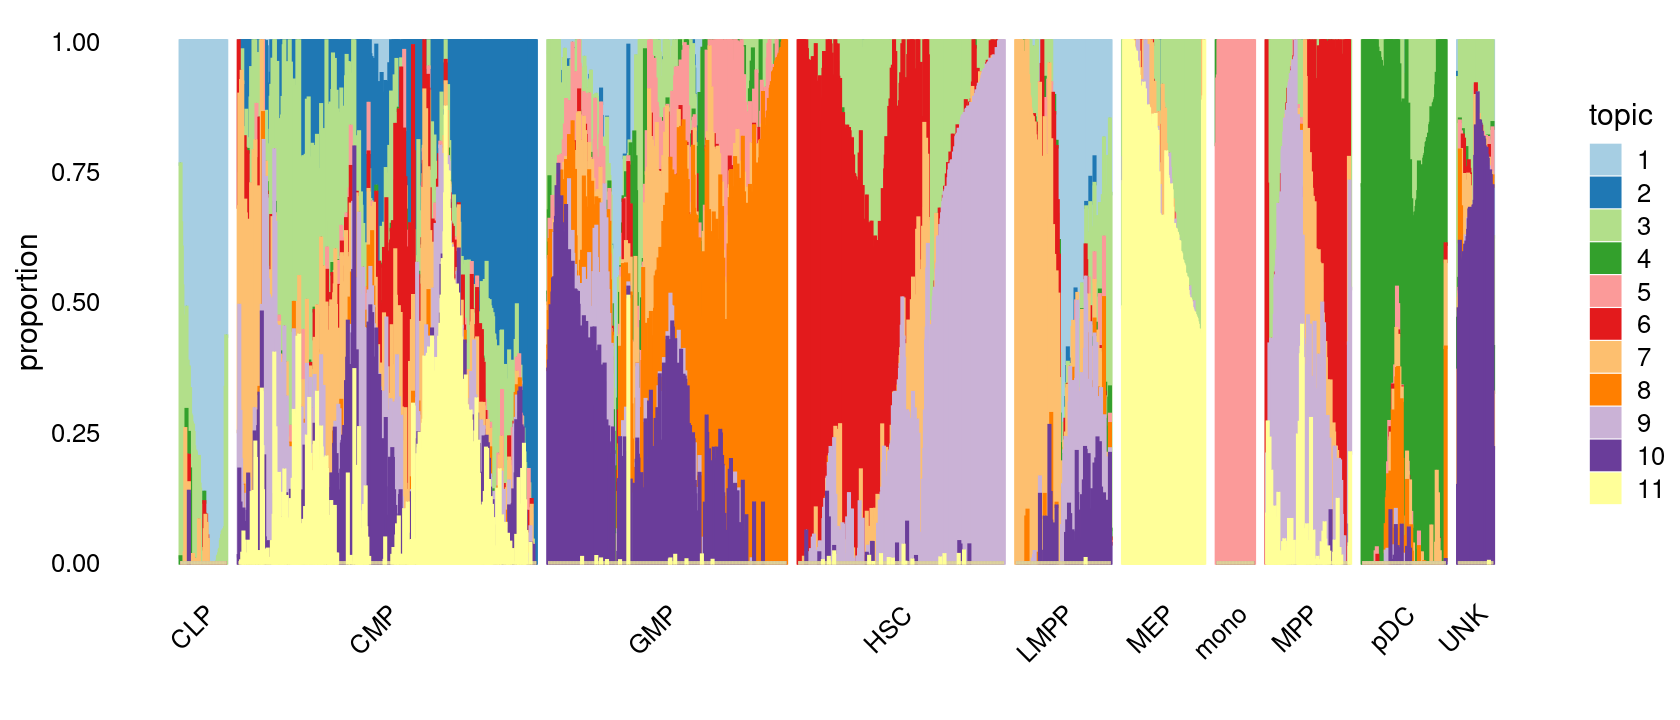 1.00
0.75
0.50
0.25
0.00
proportion
CLP
CMP
GMP
HSC
LMPP
MEP
mono
MPP
pDC
UNK
topic
1
2
3
4
5
6
7
8
9
10
11